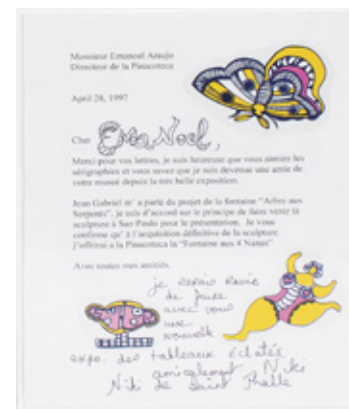 Monsieur Emanoel Araujo
Directeur de la Pinacoteca
April 28, 1997
Cher EmaNoel,
Merci pour vos lettres, je suis heureuse que vous aimiez les
sérigraphies et vous savez que je suis devenue une amie de
votre musei depuis la très belle exposition.
Jean Gabriel m' a parlé du projet de la fontaine "Arbre aux
Serpents", je suis d'accord sur le principe de faire venir la
sculpture à Sao Paulo pour la présentation. Je vous
confirme qu' à l'acquisition définitive de la sculpture
j'offrirai a la Pinacoteca la "Fontaine aux 4 Nanas"
Avec toutes mes amitiés.
je serais ravie
de faire
avec vous
une
nouvelle
expo. des tableaux éclatés
amicalement Niki
Niki de Saint Phalle